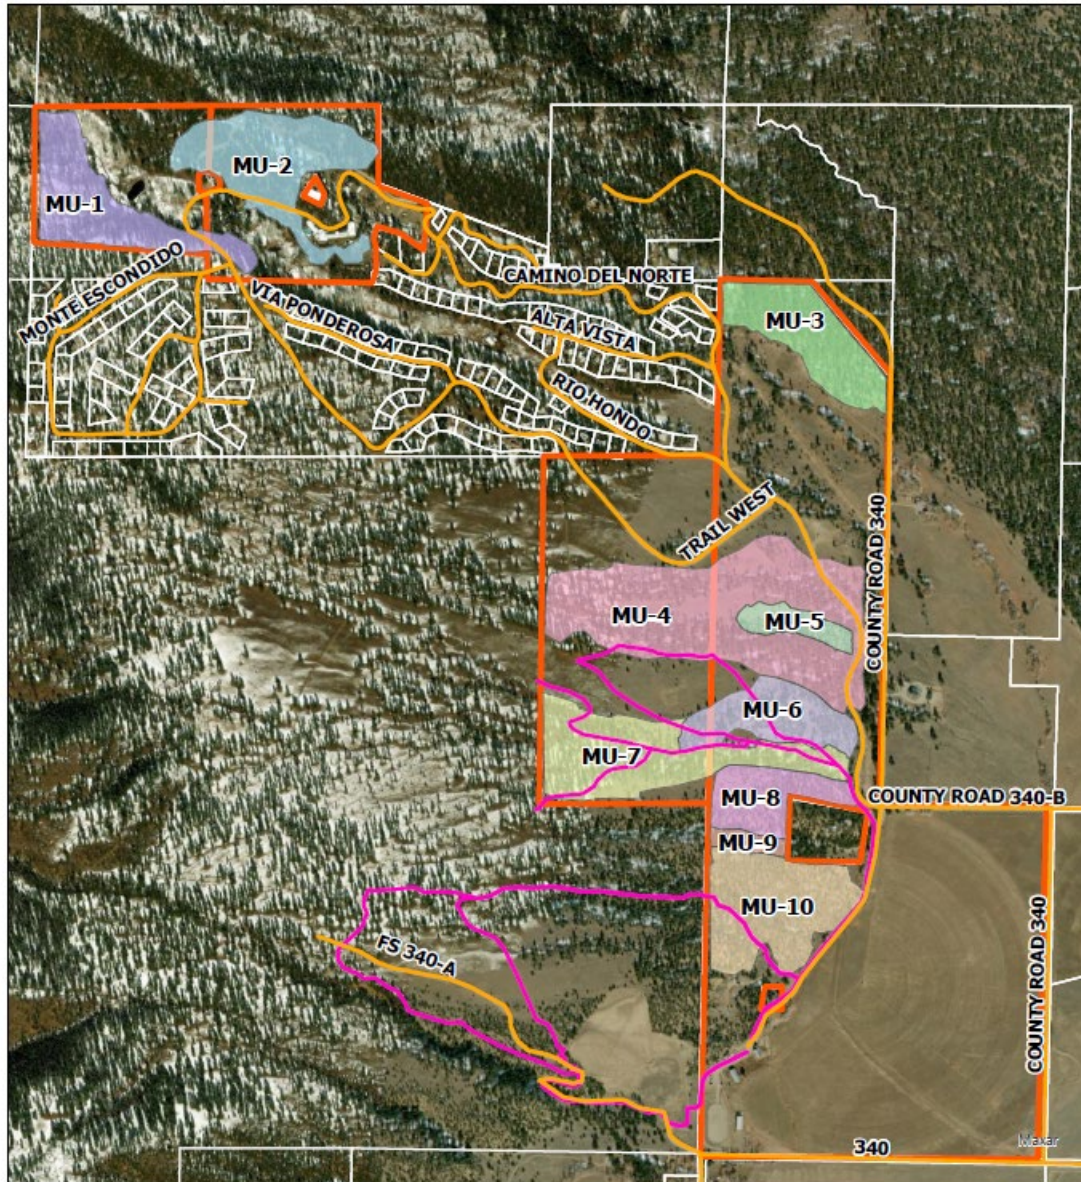 MU-2
MU-1
MONTE ESCONDIDO
CAMINO DEL NORTE
VIA PONDEROSA
ALTA VISTA
MU-3
RIO HONDO
TRAIL WEST
COUNTY ROAD 340
MU-4
MU-5
MU-6
MU-7
MU-8
COUNTY ROAD 340-B
MU-9
MU-10
FS 340-A
COUNTY ROAD 340
340
Maxar